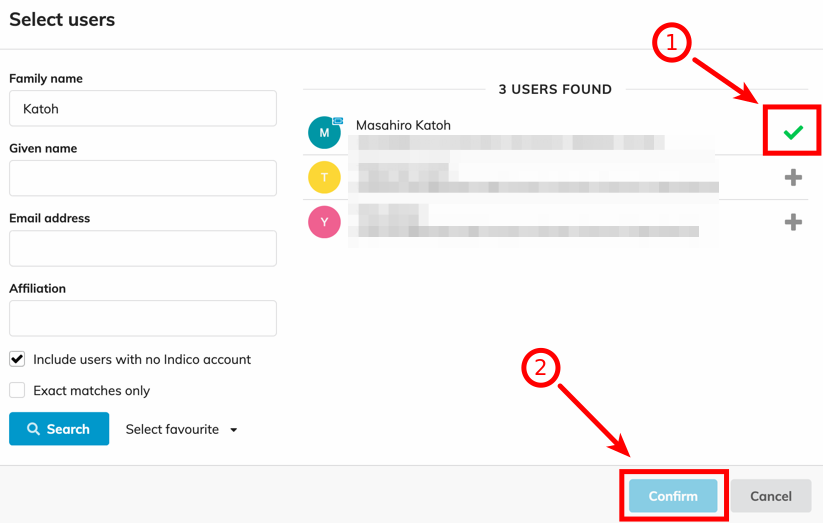 Select users
Family name
Katoh
Given name
Email address
Affiliation
Include users with no Indico account
Exact matches only
Search
Select favourite
3 USERS FOUND
M
Masahiro Katoh
T
Y
1
2
Confirm
Cancel